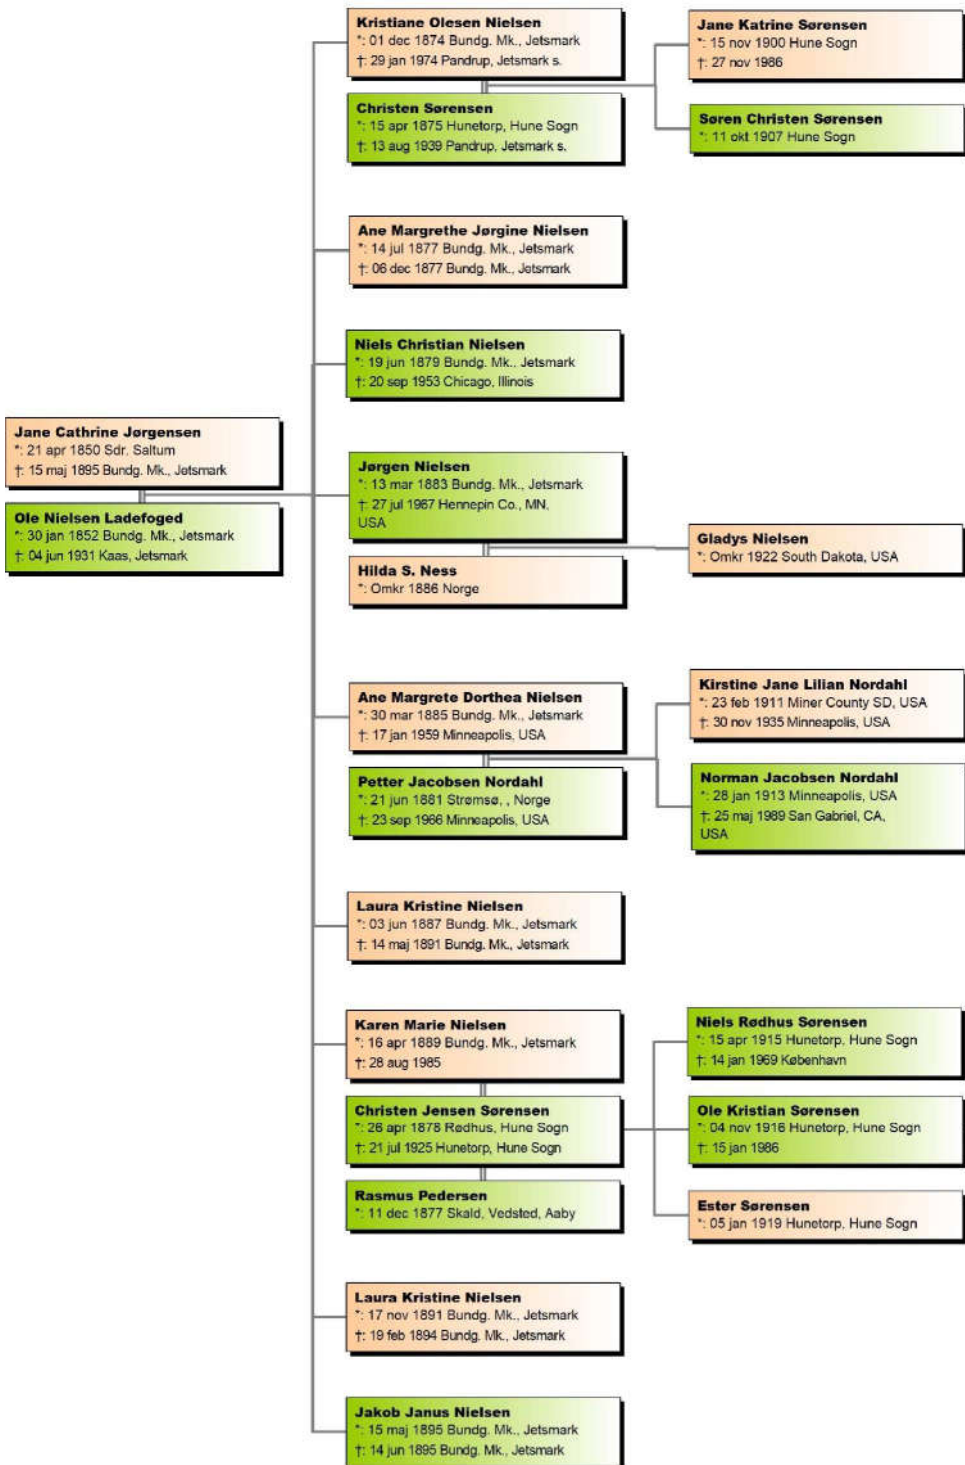 Jane Cathrine Jørgensen
*: 21 apr 1850 Sdr. Saltum
†: 15 maj 1895 Bundg. Mk., Jetsmark
Ole Nielsen Ladefoged
*: 30 jan 1852 Bundg. Mk., Jetsmark
†: 04 jun 1931 Kaas, Jetsmark
Kristiane Olesen Nielsen
*: 01 dec 1874 Bundg. Mk., Jetsmark
†: 29 jan 1974 Pandrup, Jetsmark s.
Christen Sørensen
*: 15 apr 1875 Hunetorp, Hune Sogn
†: 13 aug 1939 Pandrup, Jetsmark s.
Jane Katrine Sørensen
*: 15 nov 1900 Hune Sogn
†: 27 nov 1986
Søren Christen Sørensen
*: 11 okt 1907 Hune Sogn
Ane Margrethe Jørgine Nielsen
*: 14 jul 1877 Bundg. Mk., Jetsmark
†: 06 dec 1877 Bundg. Mk., Jetsmark
Niels Christian Nielsen
*: 19 jun 1879 Bundg. Mk., Jetsmark
†: 20 sep 1953 Chicago, Illinois
Jørgen Nielsen
*: 13 mar 1883 Bundg. Mk., Jetsmark
†: 27 jul 1967 Hennepin Co., MN,
USA
Hilda S. Ness
*: Omkr 1886 Norge
Gladys Nielsen
*: Omkr 1922 South Dakota, USA
Ane Margrete Dorthea Nielsen
*: 30 mar 1885 Bundg. Mk., Jetsmark
†: 17 jan 1959 Minneapolis, USA
Petter Jacobsen Nordahl
*: 21 jun 1881 Strømsø, , Norge
†: 23 sep 1966 Minneapolis, USA
Kirstine Jane Lilian Nordahl
*: 23 feb 1911 Miner County SD, USA
†: 30 nov 1935 Minneapolis, USA
Norman Jacobsen Nordahl
*: 28 jan 1913 Minneapolis, USA
†: 25 maj 1989 San Gabriel, CA,
USA
Laura Kristine Nielsen
*: 03 jun 1887 Bundg. Mk., Jetsmark
†: 14 maj 1891 Bundg. Mk., Jetsmark
Karen Marie Nielsen
*: 16 apr 1889 Bundg. Mk., Jetsmark
†: 28 aug 1985
Christen Jensen Sørensen
*: 26 apr 1878 Rødhus, Hune Sogn
†: 21 jul 1925 Hunetorp, Hune Sogn
Rasmus Pedersen
*: 11 dec 1877 Skald, Vedsted, Aaby
Niels Rødhus Sørensen
*: 15 apr 1915 Hunetorp, Hune Sogn
†: 14 jan 1969 København
Ole Kristian Sørensen
*: 04 nov 1916 Hunetorp, Hune Sogn
†: 15 jan 1986
Ester Sørensen
*: 05 jan 1919 Hunetorp, Hune Sogn
Laura Kristine Nielsen
*: 17 nov 1891 Bundg. Mk., Jetsmark
†: 19 feb 1894 Bundg. Mk., Jetsmark
Jakob Janus Nielsen
*: 15 maj 1895 Bundg. Mk., Jetsmark
†: 14 jun 1895 Bundg. Mk., Jetsmark